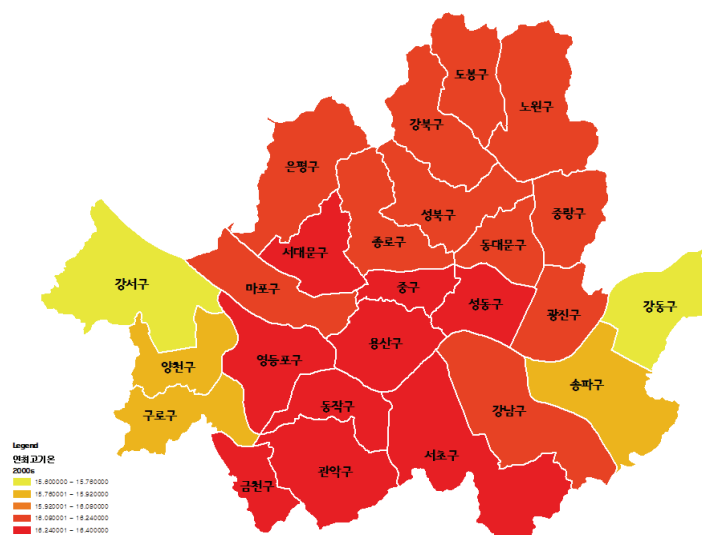 도봉구
노원구
강북구
은평구
중랑구
성북구
서대문구
종로구
동대문구
강서구
마포구
중구
성동구
광진구
강동구
용산구
영등포구
양천구
송파구
동작구
강남구
구로구
서초구
관악구
금천구
Legend
연최고기온
2000s
15.600000 - 15.760000
15.760001 - 15.920000
15.920001 - 16.080000
16.080001 - 16.240000
16.240001 - 16.400000